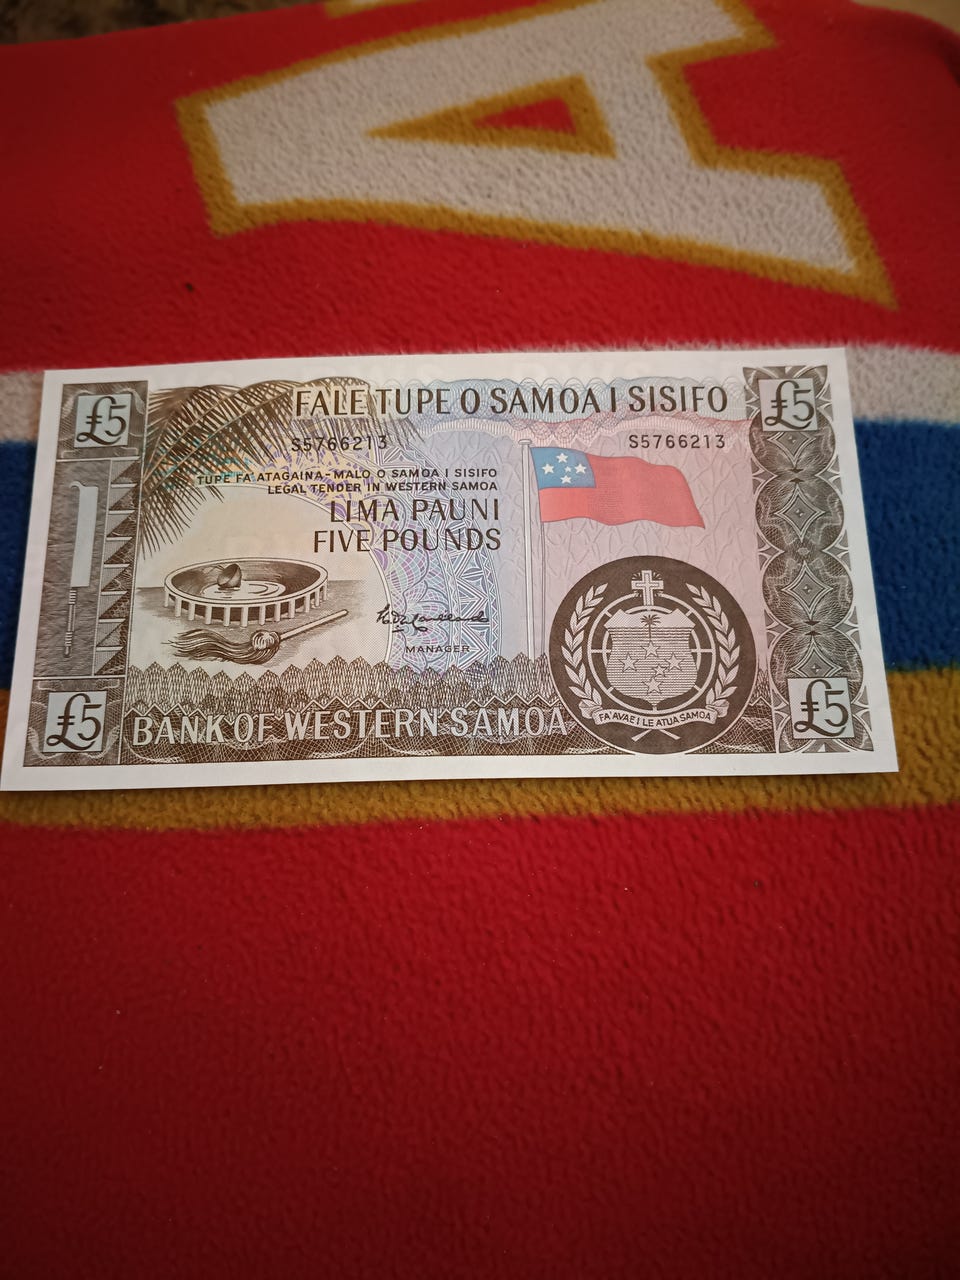 A
£5
FALE TUPE O SAMOA I SISIFO
£5
S5766213
S5766213
TUPE FA'ATAGAINA-MALO O SAMOA I SISIFO
LEGAL TENDER IN WESTERN SAMOA
LIMA PAUNI
FIVE POUNDS
MANAGER
£5
BANK OF WESTERN SAMOA
FA'AVAE I LE ATUA SAMOA
£5